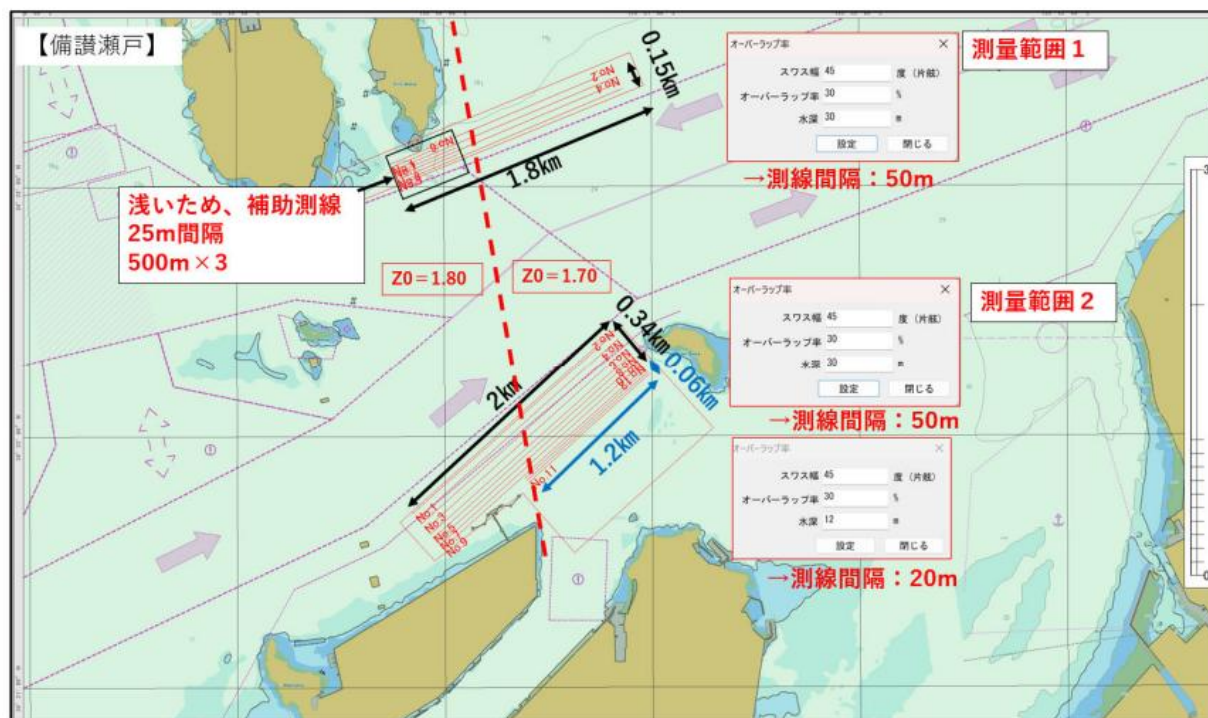 【備讃瀬戸】
0.15km
オーバーラップ率
スワス幅 45 度 (片舷)
オーバーラップ率 30 %
水深 30 m
設定 閉じる
測量範囲１
→測線間隔：50m
No.2
No.4
No.6
1.8km
浅いため、補助測線
25m間隔
500m×3
Z0＝1.80
Z0＝1.70
オーバーラップ率
スワス幅 45 度 (片舷)
オーバーラップ率 30 %
水深 30 m
設定 閉じる
測量範囲２
→測線間隔：50m
0.34km
0.06km
No.2
No.4
2km
1.2km
No.11
No.1
No.3
No.5
No.7
No.9
オーバーラップ率
スワス幅 45 度 (片舷)
オーバーラップ率 30 %
水深 12 m
設定 閉じる
→測線間隔：20m